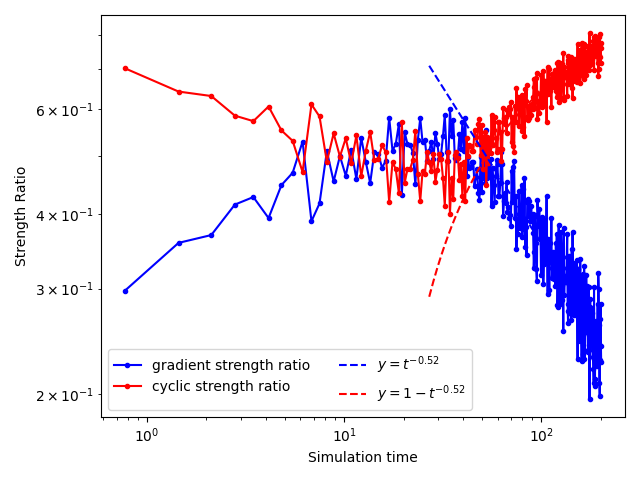 Strength Ratio
6 × 10⁻¹
4 × 10⁻¹
3 × 10⁻¹
2 × 10⁻¹
gradient strength ratio
cyclic strength ratio
y = t^{-0.52}
y = 1 − t^{-0.52}
10⁰ 10¹ 10²
Simulation time